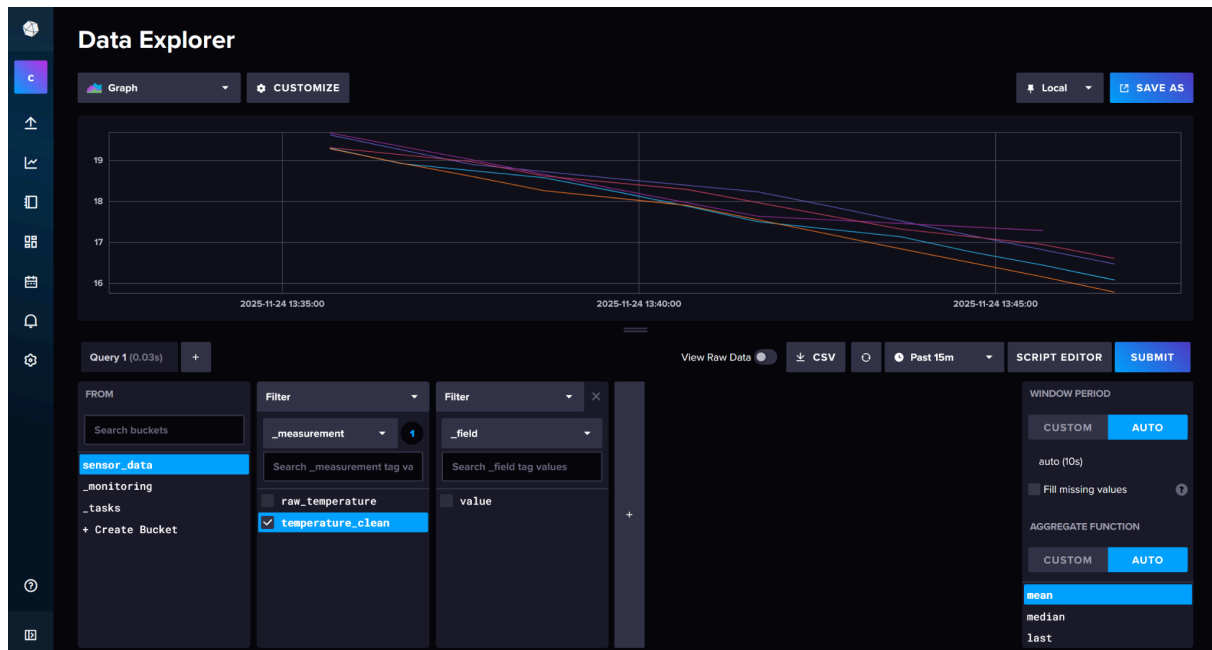 Data Explorer
c
Graph
CUSTOMIZE
Local
SAVE AS
19
18
17
16
2025-11-24 13:35:00
2025-11-24 13:40:00
2025-11-24 13:45:00
Query 1 (0.03s)
+
View Raw Data
CSV
Past 15m
SCRIPT EDITOR
SUBMIT
FROM
Search buckets
sensor_data
_monitoring
_tasks
+ Create Bucket
Filter
_measurement
1
Search _measurement tag va
raw_temperature
temperature_clean
Filter
_field
Search _field tag values
value
+
WINDOW PERIOD
CUSTOM
AUTO
auto (10s)
Fill missing values
?
AGGREGATE FUNCTION
CUSTOM
AUTO
mean
median
last
?